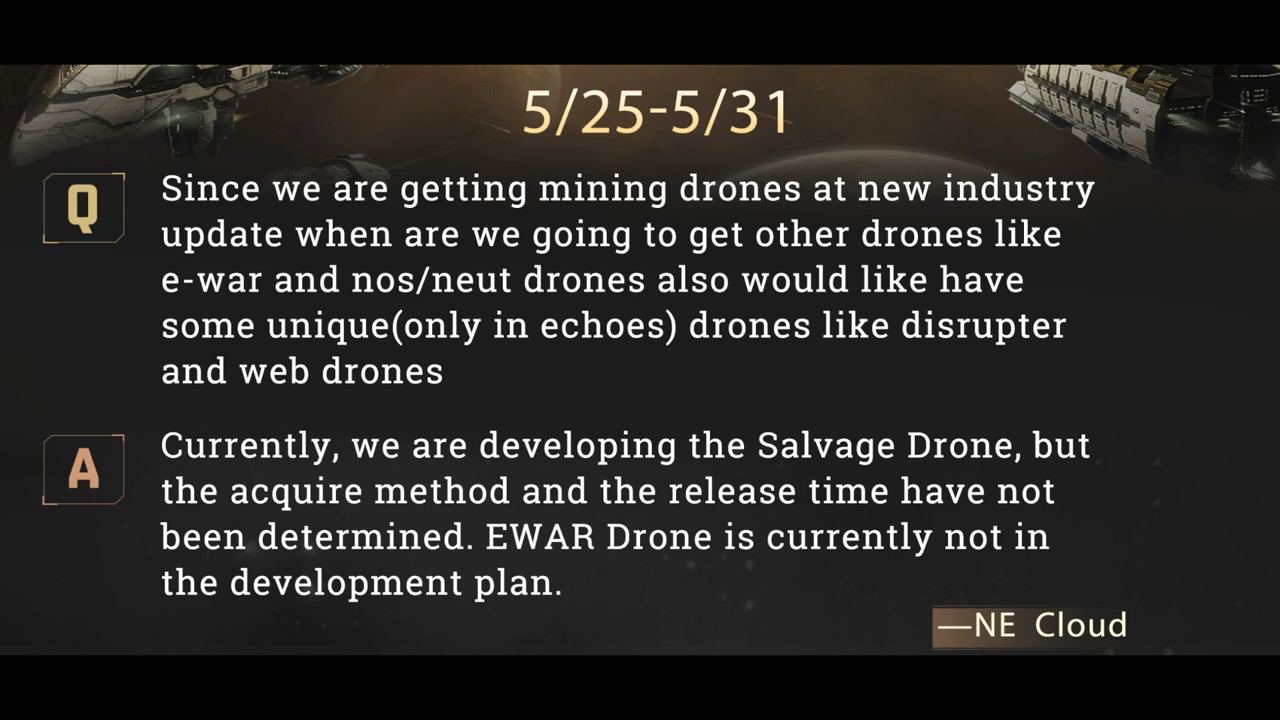 5/25-5/31
Q
Since we are getting mining drones at new industry
update when are we going to get other drones like
e-war and nos/neut drones also would like have
some unique(only in echoes) drones like disrupter
and web drones
A
Currently, we are developing the Salvage Drone, but
the acquire method and the release time have not
been determined. EWAR Drone is currently not in
the development plan.
—NE Cloud